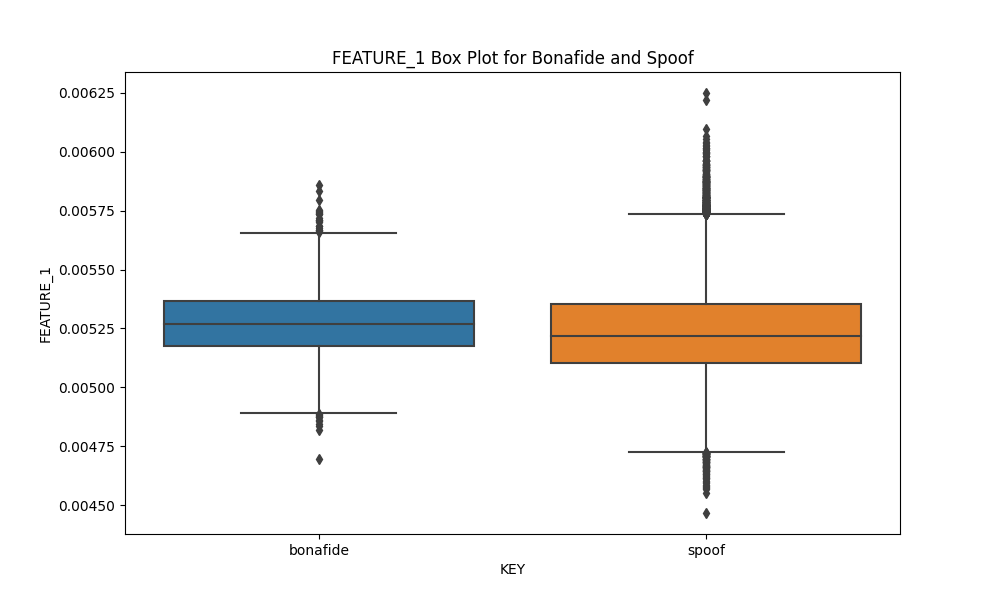 FEATURE_1 Box Plot for Bonafide and Spoof
0.00625
0.00600
0.00575
0.00550
0.00525
0.00500
0.00475
0.00450
FEATURE_1
bonafide
spoof
KEY